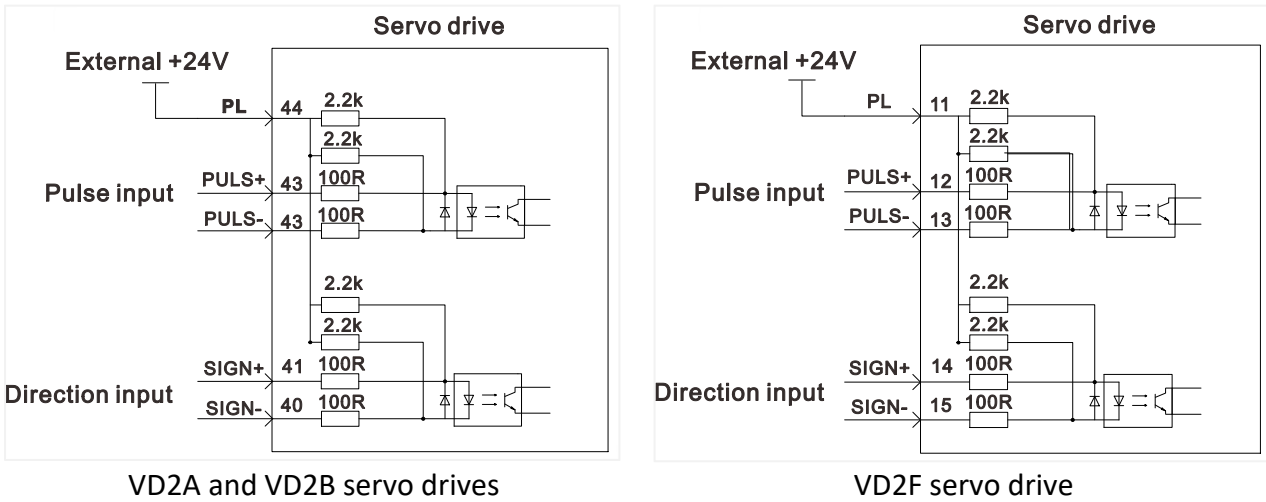 Servo drive
External +24V
PL 44 2.2k
2.2k
Pulse input
PULS+ 43 100R
PULS- 43 100R
2.2k
2.2k
Direction input
SIGN+ 41 100R
SIGN- 40 100R
VD2A and VD2B servo drives
Servo drive
External +24V
PL 11 2.2k
2.2k
Pulse input
PULS+ 12 100R
PULS- 13 100R
2.2k
2.2k
Direction input
SIGN+ 14 100R
SIGN- 15 100R
VD2F servo drive